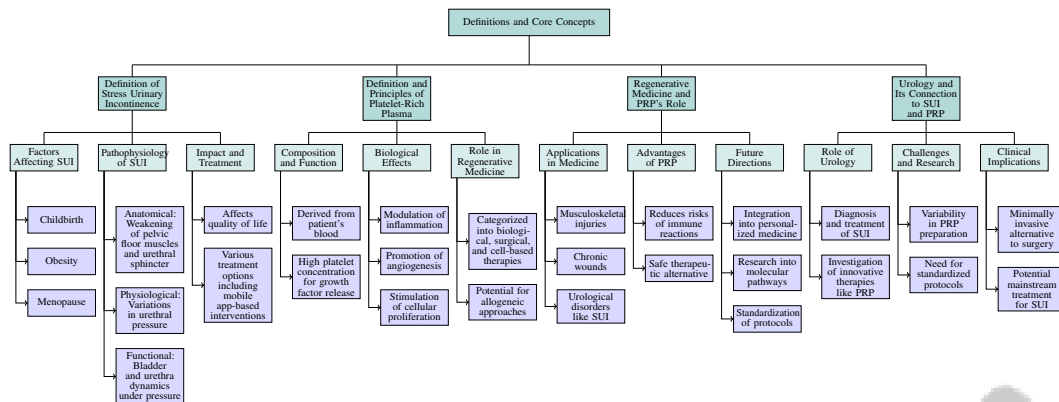 Definitions and Core Concepts
Definition of
Stress Urinary
Incontinence
Definition and
Principles of
Platelet-Rich
Plasma
Regenerative
Medicine and
PRP's Role
Urology and
Its Connection
to SUI
and PRP
Factors
Affecting SUI
Pathophysiology
of SUI
Impact and
Treatment
Composition
and Function
Biological
Effects
Role in
Regenerative
Medicine
Applications
in Medicine
Advantages
of PRP
Future
Directions
Role of
Urology
Challenges
and Research
Clinical
Implications
Childbirth
Obesity
Menopause
Anatomical:
Weakening
of pelvic
floor muscles
and urethral
sphincter
Physiological:
Variations
in urethral
pressure
Functional:
Bladder
and urethra
dynamics
under pressure
Affects
quality of life
Various
treatment
options
including
mobile
app-based
interventions
Derived from
patient's
blood
High platelet
concentration
for growth
factor release
Modulation of
inflammation
Promotion of
angiogenesis
Stimulation
of cellular
proliferation
Categorized
into biologi-
cal, surgical,
and cell-based
therapies
Potential for
allogeneic
approaches
Musculoskeletal
injuries
Chronic
wounds
Urological
disorders
like SUI
Reduces risks
of immune
reactions
Safe therapeu-
tic alternative
Integration
into personal-
ized medicine
Research into
molecular
pathways
Standardization
of protocols
Diagnosis
and treatment
of SUI
Investigation
of innovative
therapies
like PRP
Variability
in PRP
preparation
Need for
standardized
protocols
Minimally
invasive
alternative
to surgery
Potential
mainstream
treatment
for SUI